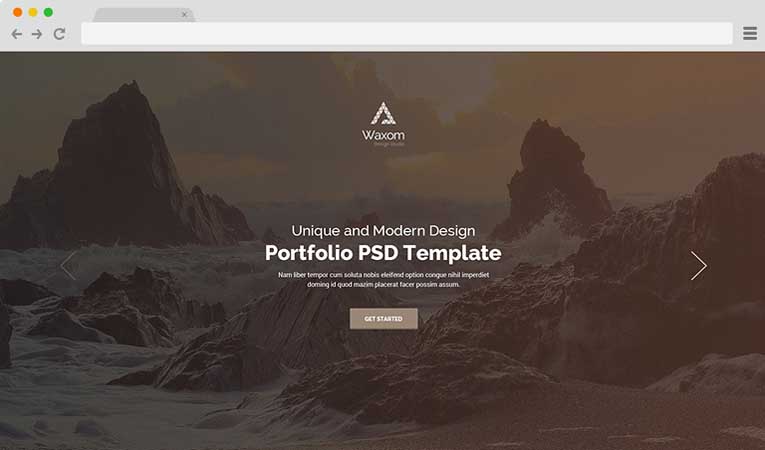 Waxom
Design Studio
Unique and Modern Design
Portfolio PSD Template
Nam liber tempor cum soluta nobis eleifend option congue nihil imperdiet
doming id quod mazim placerat facer possim assum.
GET STARTED